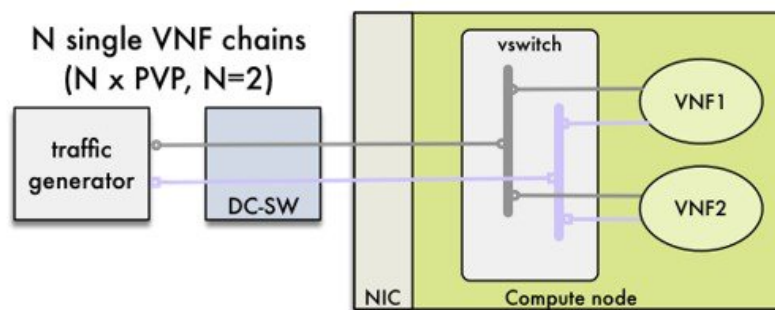 N single VNF chains
(N x PVP, N=2)
traffic
generator
DC-SW
NIC
vswitch
VNF1
VNF2
Compute node